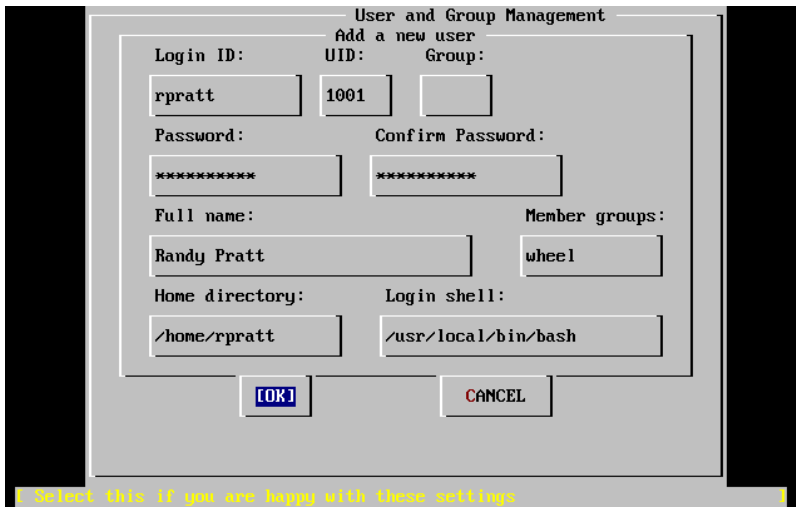 User and Group Management
Add a new user
Login ID: UID: Group:
rpratt 1001
Password: Confirm Password:
********** **********
Full name: Member groups:
Randy Pratt wheel
Home directory: Login shell:
/home/rpratt /usr/local/bin/bash
[OK] CANCEL
[ Select this if you are happy with these settings ]